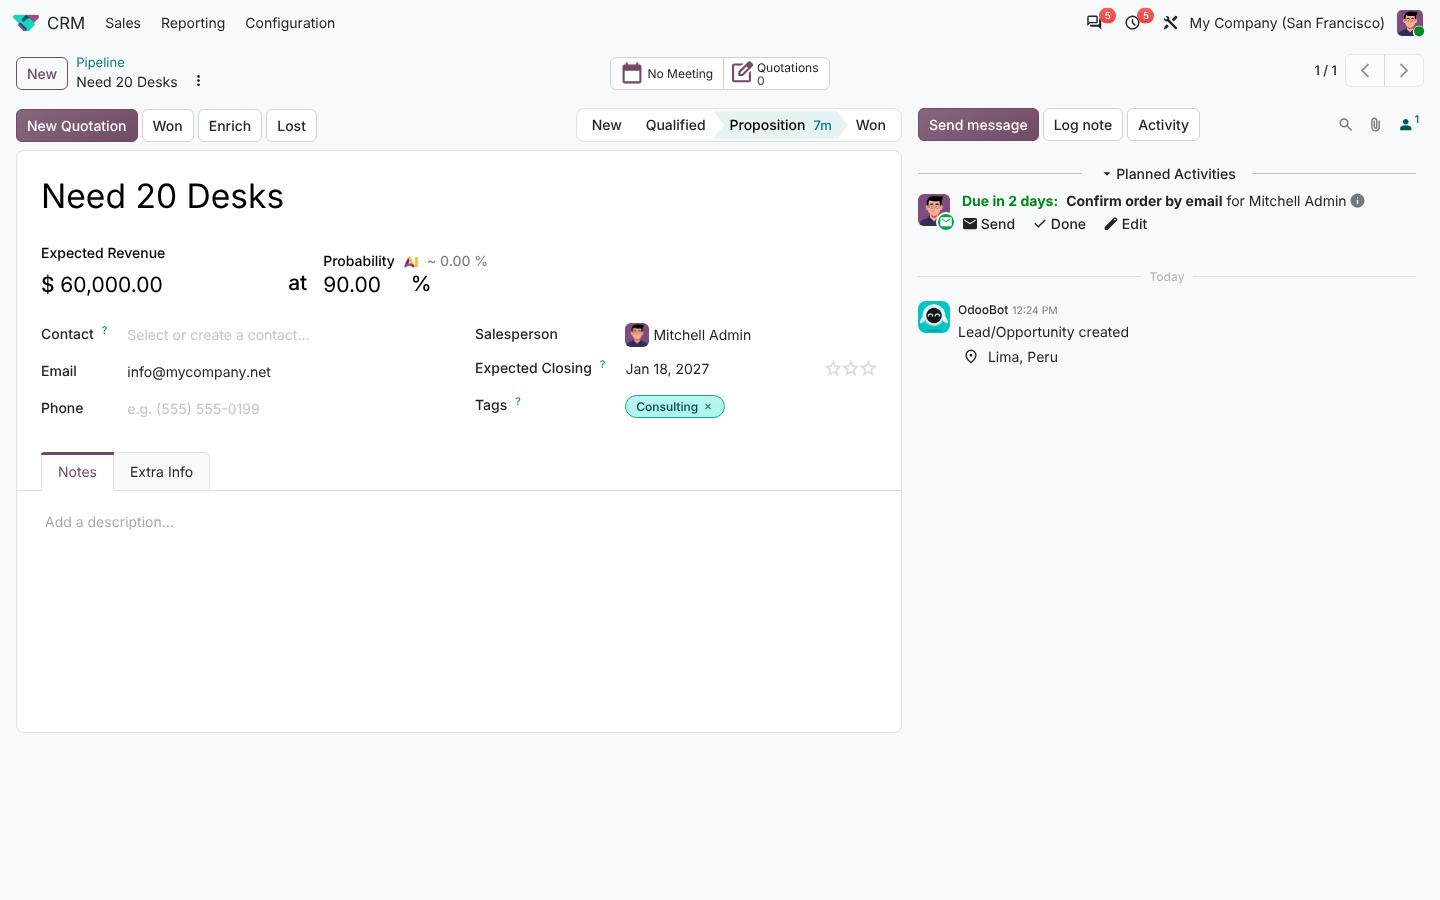 CRM Sales Reporting Configuration
5 5 My Company (San Francisco)
New
Pipeline
Need 20 Desks
No Meeting
Quotations
0
1 / 1
New Quotation Won Enrich Lost
New Qualified Proposition 7m Won
Send message Log note Activity
1
Need 20 Desks
Expected Revenue
$ 60,000.00
at
Probability AI ~ 0.00 %
90.00 %
Contact ? Select or create a contact...
Email info@mycompany.net
Phone e.g. (555) 555-0199
Salesperson Mitchell Admin
Expected Closing ? Jan 18, 2027
Tags ? Consulting ×
Notes Extra Info
Add a description...
Planned Activities
Due in 2 days: Confirm order by email for Mitchell Admin
Send Done Edit
Today
OdooBot 12:24 PM
Lead/Opportunity created
Lima, Peru